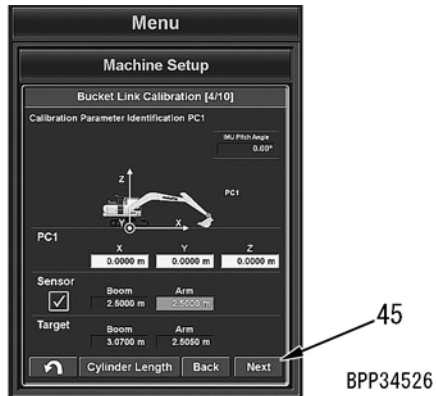 Menu
Machine Setup
Bucket Link Calibration [4/10]
Calibration Parameter Identification PC1
IMU Pitch Angle
0.00°
Z
PC1
Y X
PC1
X Y Z
0.0000 m 0.0000 m 0.0000 m
Sensor
Boom Arm
2.5000 m 2.5000 m
Target
Boom Arm
3.0700 m 2.5050 m
Cylinder Length Back Next
45
BPP34526